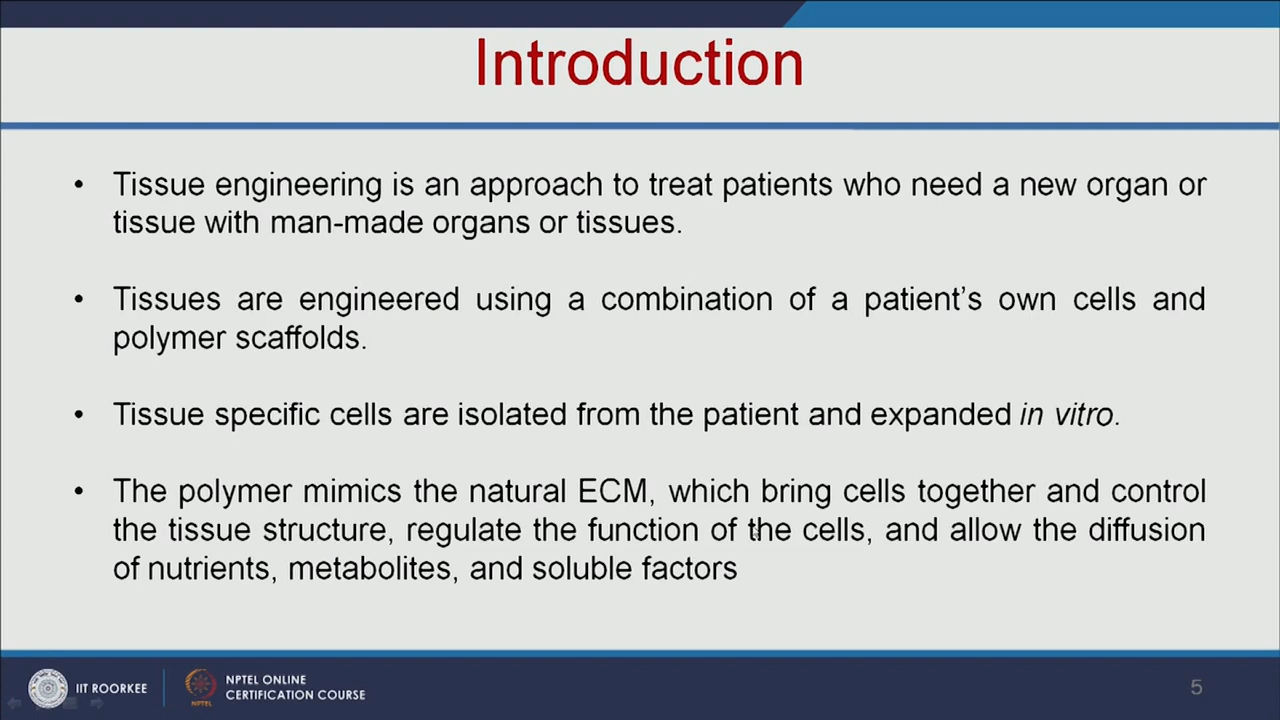 Introduction
• Tissue engineering is an approach to treat patients who need a new organ or
tissue with man-made organs or tissues.
• Tissues are engineered using a combination of a patient's own cells and
polymer scaffolds.
• Tissue specific cells are isolated from the patient and expanded in vitro.
• The polymer mimics the natural ECM, which bring cells together and control
the tissue structure, regulate the function of the cells, and allow the diffusion
of nutrients, metabolites, and soluble factors
IIT ROORKEE
NPTEL
NPTEL ONLINE
CERTIFICATION COURSE
5